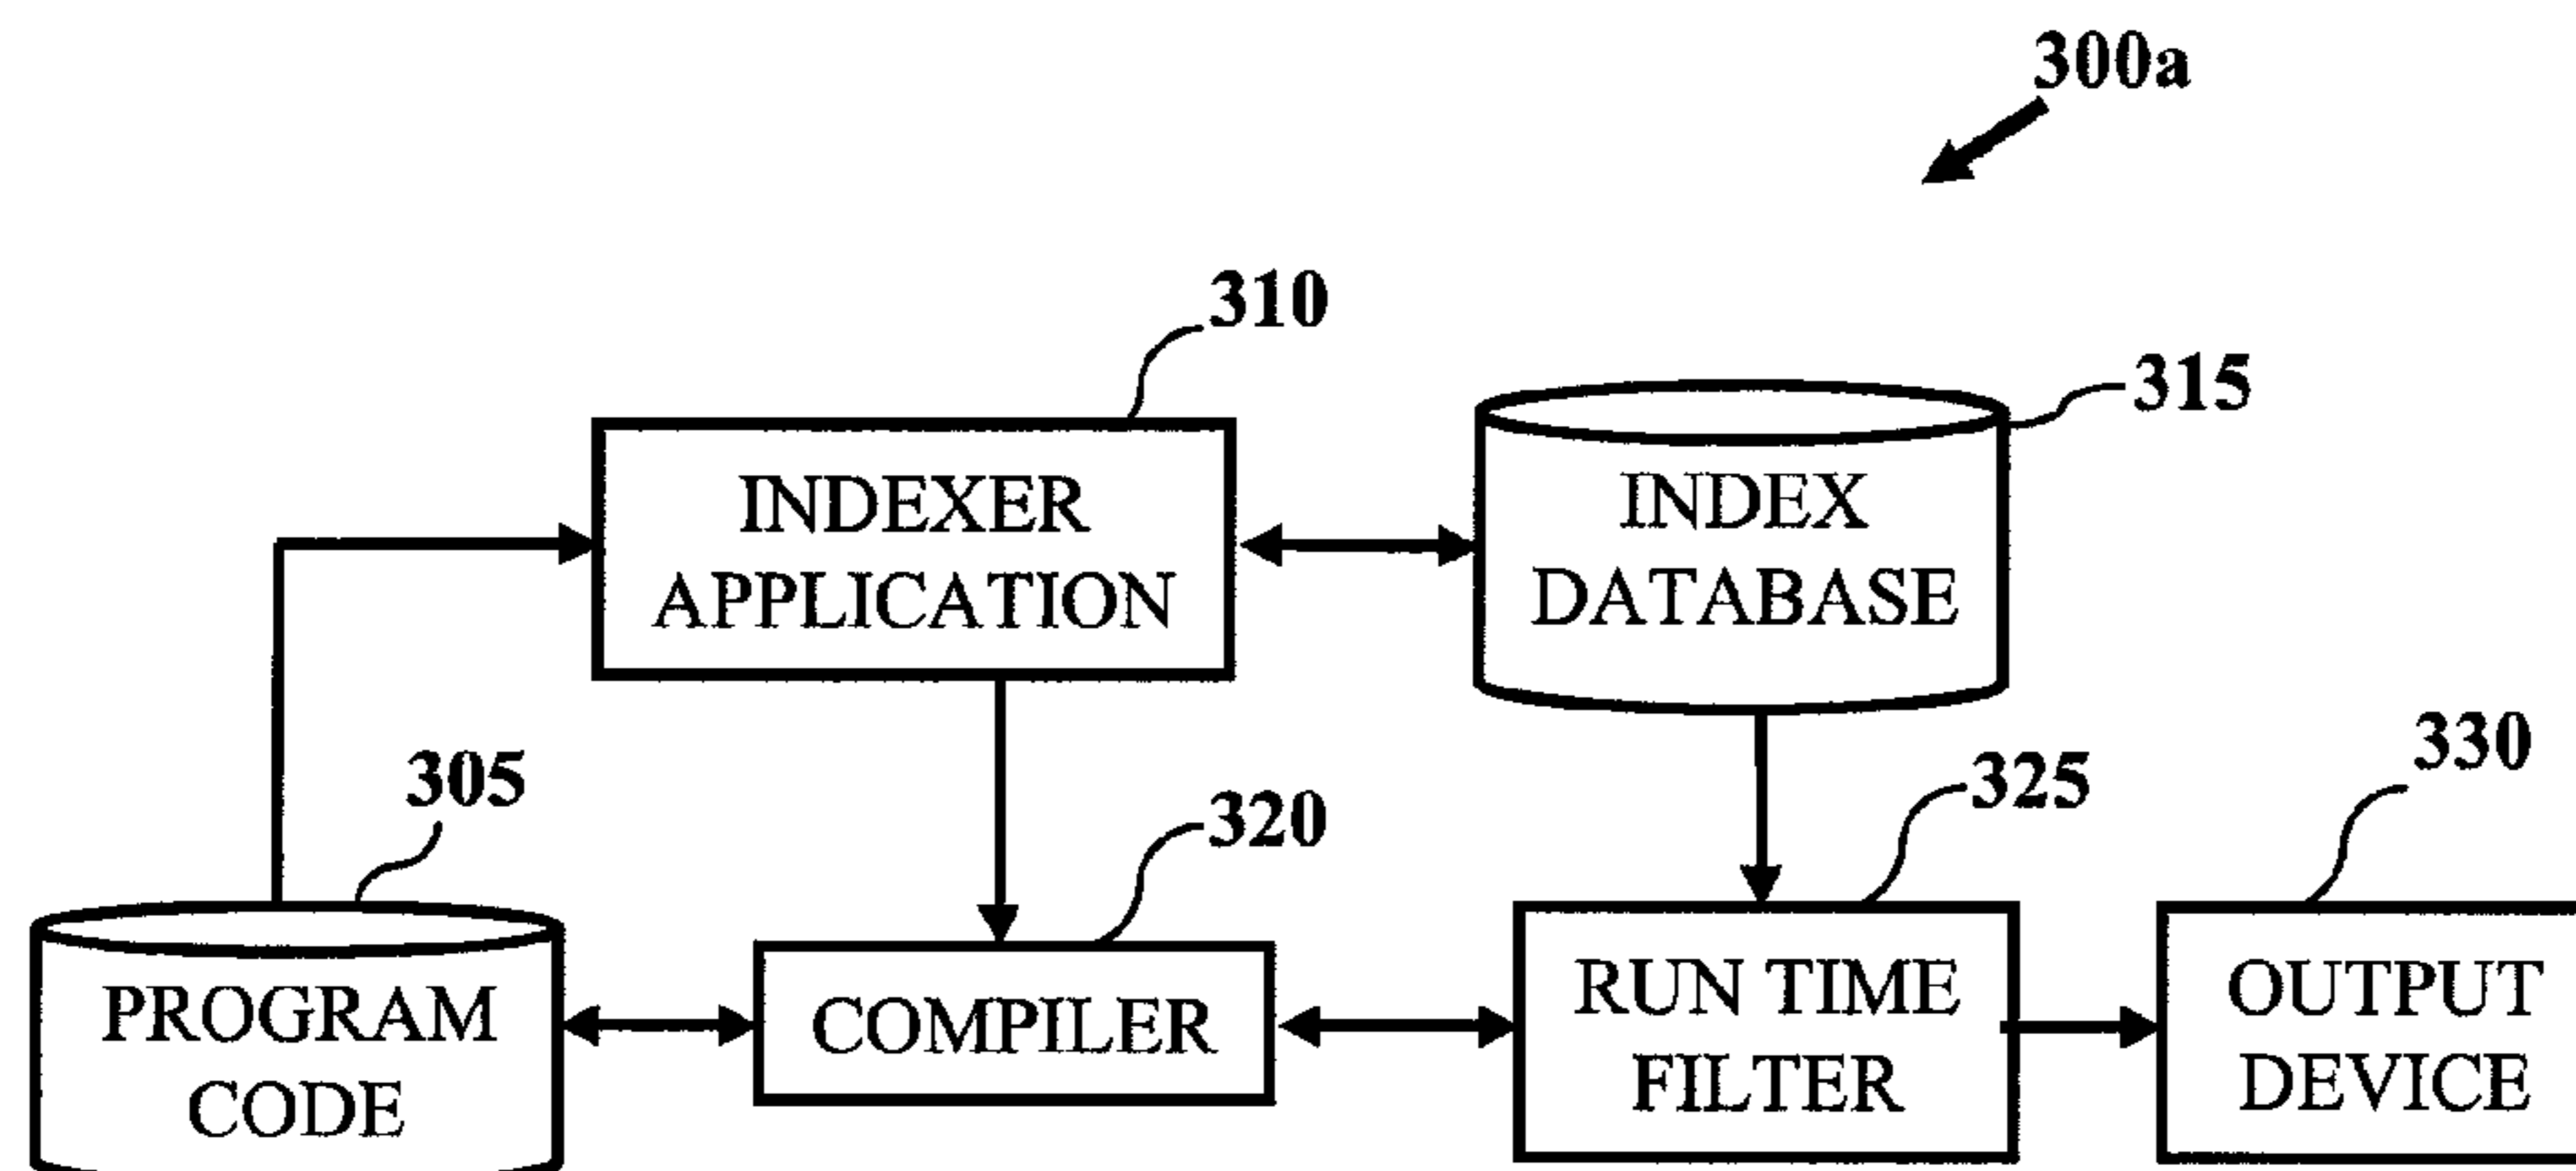 300a
310
315
INDEXER
APPLICATION
INDEX
DATABASE
305
320
325
330
PROGRAM
CODE
COMPILER
RUN TIME
FILTER
OUTPUT
DEVICE